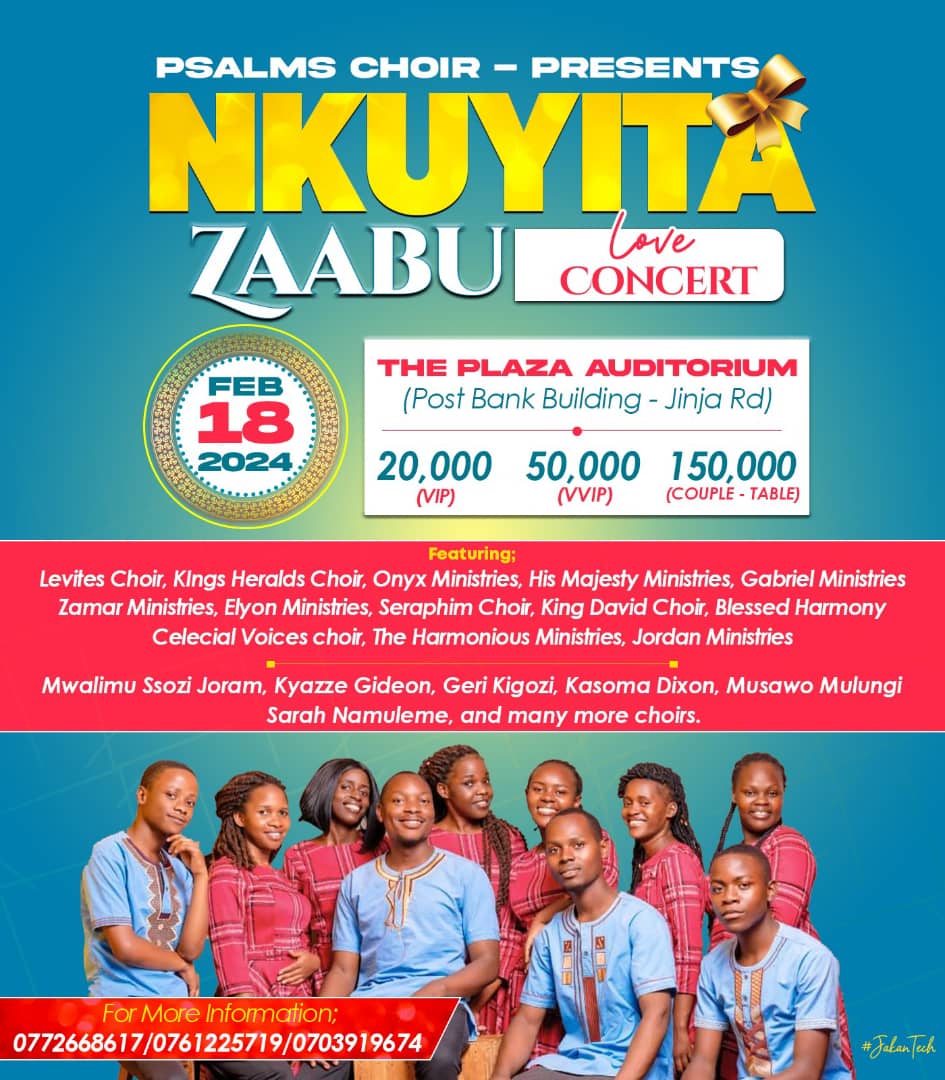 PSALMS CHOIR – PRESENTS
NKUYITA
ZAABU
Love
CONCERT
FEB
18
2024
THE PLAZA AUDITORIUM
(Post Bank Building - Jinja Rd)
20,000 50,000 150,000
(VIP) (VVIP) (COUPLE - TABLE)
Featuring;
Levites Choir, KIngs Heralds Choir, Onyx Ministries, His Majesty Ministries, Gabriel Ministries
Zamar Ministries, Elyon Ministries, Seraphim Choir, King David Choir, Blessed Harmony
Celecial Voices choir, The Harmonious Ministries, Jordan Ministries
Mwalimu Ssozi Joram, Kyazze Gideon, Geri Kigozi, Kasoma Dixon, Musawo Mulungi
Sarah Namuleme, and many more choirs.
For More Information;
0772668617/0761225719/0703919674
#JakanTech